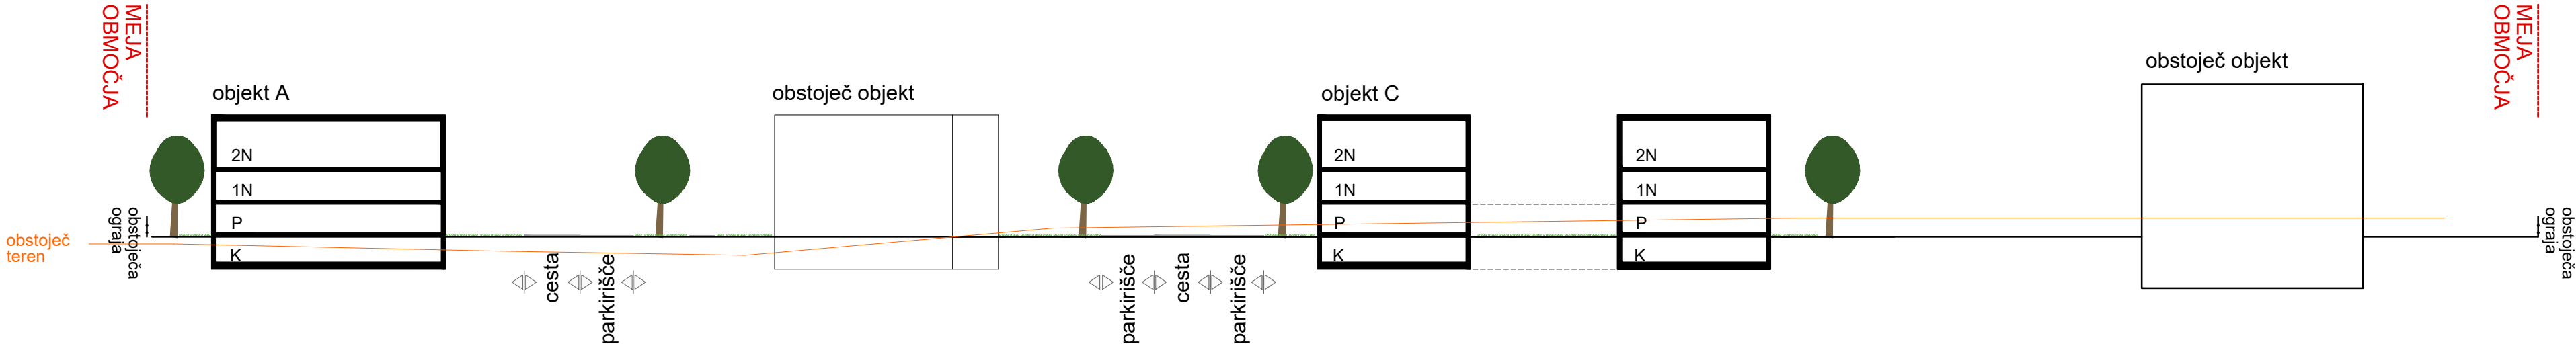 MEJA
OBMOČJA
objekt A
2N
1N
P
K
obstoječa
ograja
obstoječ
teren
cesta
parkirišče
obstoječ objekt
parkirišče
cesta
parkirišče
objekt C
2N
1N
P
K
2N
1N
P
K
obstoječ objekt
MEJA
OBMOČJA
obstoječa
ograja